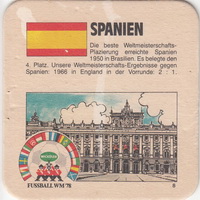 SPANIEN
Die beste Weltmeisterschafts-
Plazierung erreichte Spanien
1950 in Brasilien. Es belegte den
4. Platz. Unsere Weltmeisterschafts-Ergebnisse gegen
Spanien: 1966 in England in der Vorrunde: 2 : 1.
FUSSBALL WM '78
8